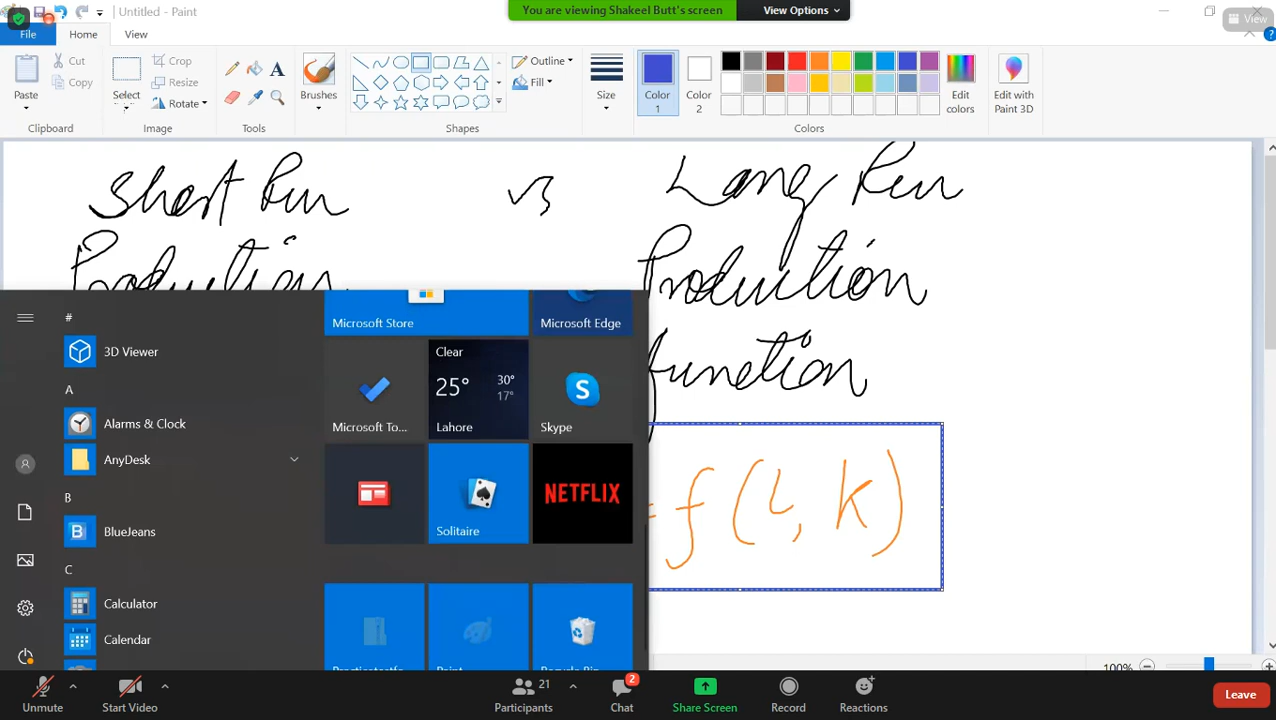 Untitled - Paint
You are viewing Shakeel Butt's screen
View Options
View
File
Home
View
Paste
Cut
Copy
Clipboard
Select
Crop
Resize
Rotate
Image
Tools
Brushes
Outline
Fill
Shapes
Size
Color
1
Color
2
Edit
colors
Colors
Edit with
Paint 3D
Short Run vs Long Run
Production Production
function
= f (L, K)
#
3D Viewer
A
Alarms & Clock
AnyDesk
B
BlueJeans
C
Calculator
Calendar
Microsoft Store
Microsoft Edge
Microsoft To...
Clear
25°
30°
17°
Lahore
Skype
Solitaire
NETFLIX
Paint
Recycle Bin
100%
Unmute
Start Video
21
Participants
2
Chat
Share Screen
Record
Reactions
Leave